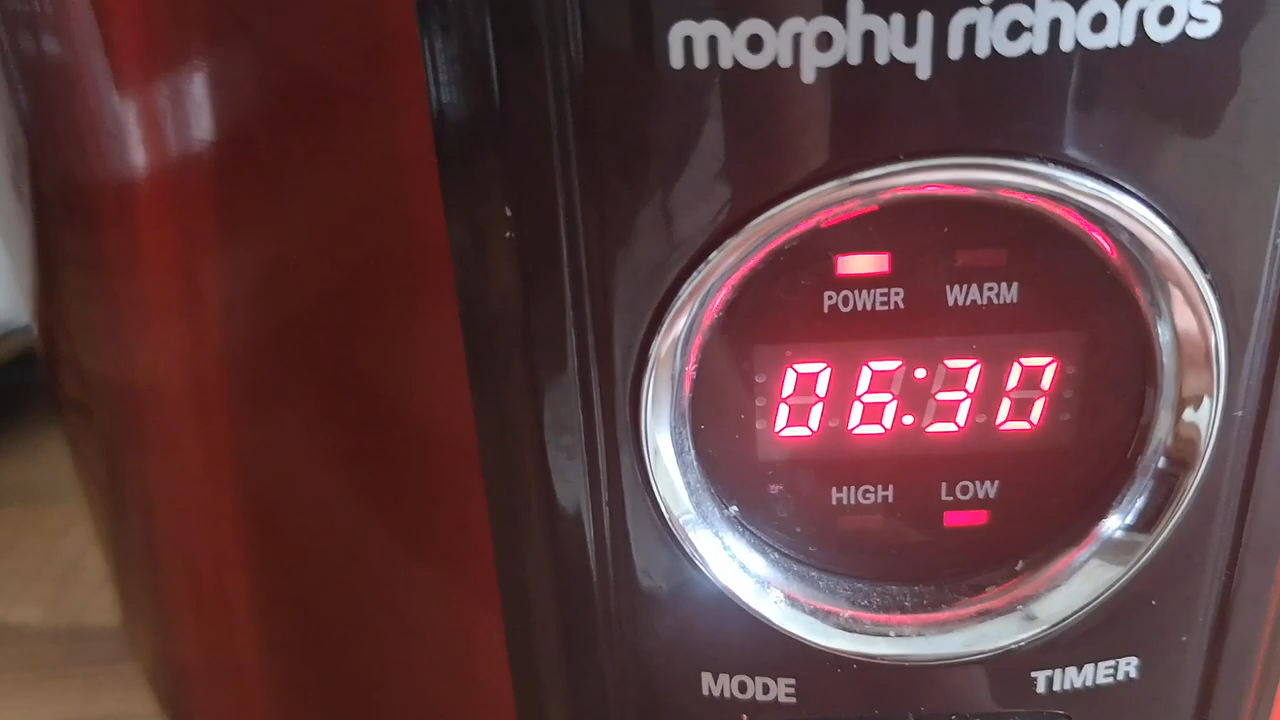 morphy richards
POWER WARM
06:30
HIGH LOW
MODE TIMER